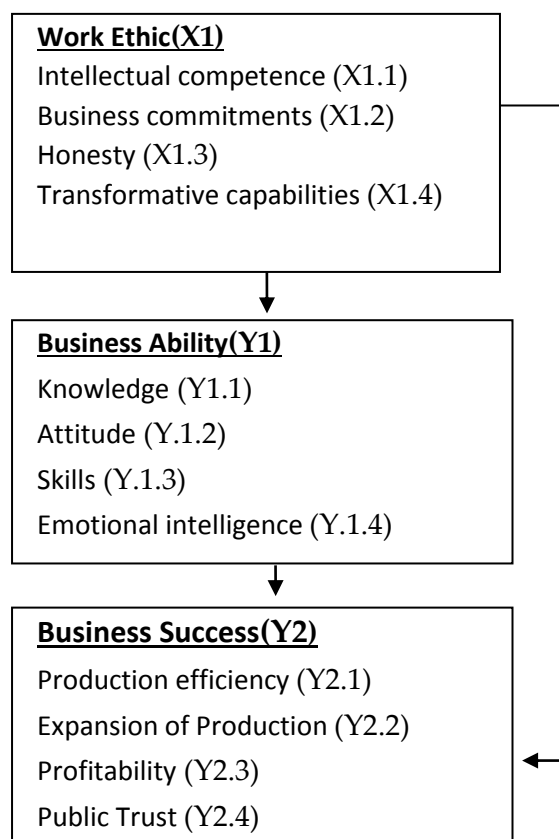 Work Ethic(X1)
Intellectual competence (X1.1)
Business commitments (X1.2)
Honesty (X1.3)
Transformative capabilities (X1.4)
Business Ability(Y1)
Knowledge (Y1.1)
Attitude (Y.1.2)
Skills (Y.1.3)
Emotional intelligence (Y.1.4)
Business Success(Y2)
Production efficiency (Y2.1)
Expansion of Production (Y2.2)
Profitability (Y2.3)
Public Trust (Y2.4)